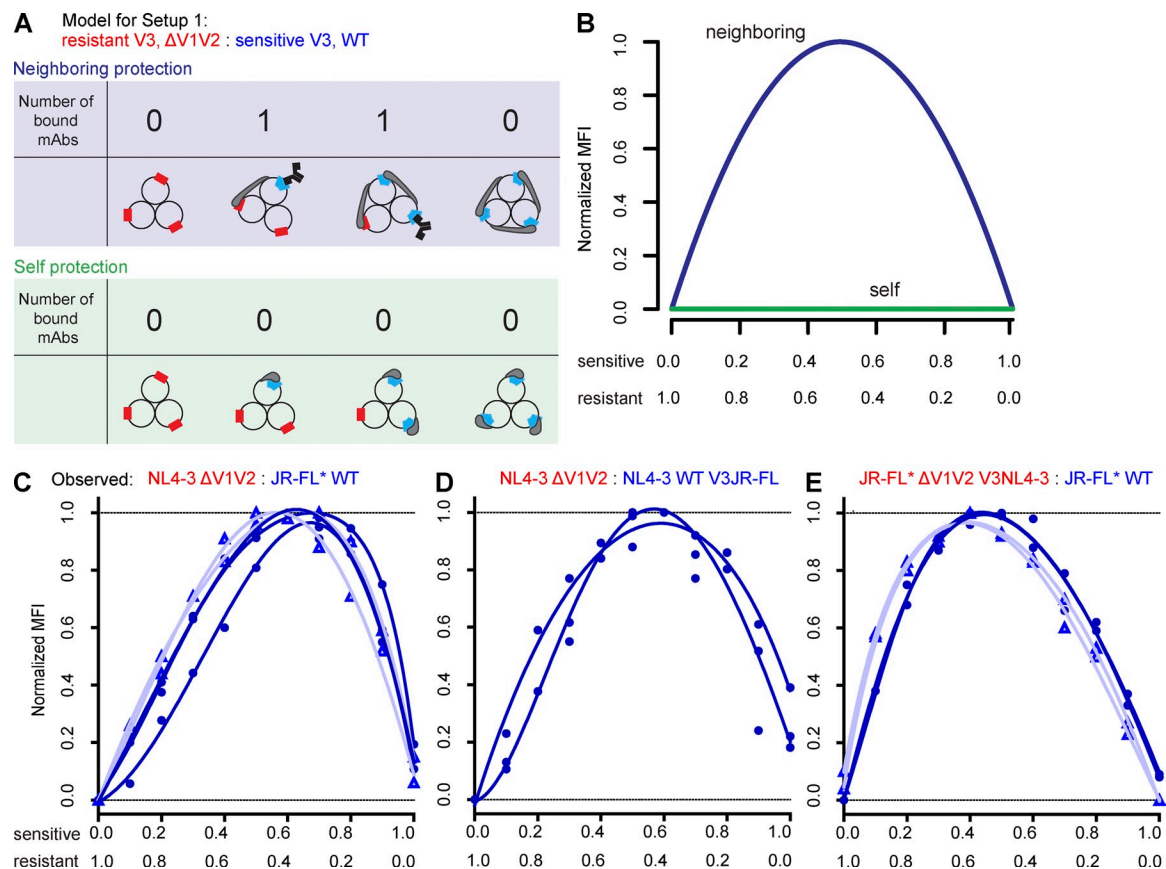 A
Model for Setup 1:
resistant V3, ΔV1V2 : sensitive V3, WT
Neighboring protection
Number of bound mAbs 0 1 1 0
Self protection
Number of bound mAbs 0 0 0 0
B
Normalized MFI
1.0
0.8
0.6
0.4
0.2
0.0
neighboring
self
sensitive 0.0 0.2 0.4 0.6 0.8 1.0
resistant 1.0 0.8 0.6 0.4 0.2 0.0
C Observed: NL4-3 ΔV1V2 : JR-FL* WT
Normalized MFI
1.0
0.8
0.6
0.4
0.2
0.0
sensitive 0.0 0.2 0.4 0.6 0.8 1.0
resistant 1.0 0.8 0.6 0.4 0.2 0.0
D NL4-3 ΔV1V2 : NL4-3 WT V3JR-FL
1.0
0.8
0.6
0.4
0.2
0.0
0.0 0.2 0.4 0.6 0.8 1.0
1.0 0.8 0.6 0.4 0.2 0.0
E JR-FL* ΔV1V2 V3NL4-3 : JR-FL* WT
1.0
0.8
0.6
0.4
0.2
0.0
0.0 0.2 0.4 0.6 0.8 1.0
1.0 0.8 0.6 0.4 0.2 0.0